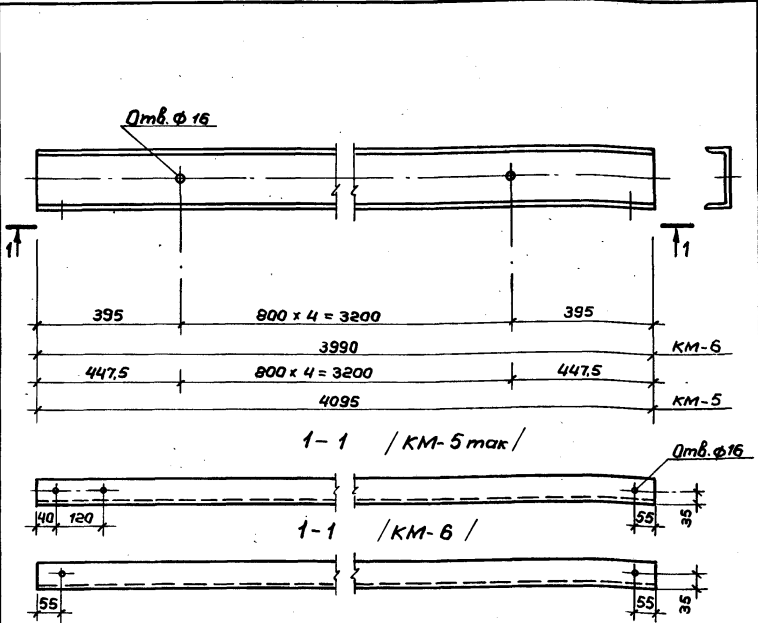 Отв. ф 16
1 1
395 800 х 4 = 3200 395
3990 КМ-6
447,5 800 х 4 = 3200 447,5
4095 КМ-5
1-1 /КМ-5 так/
Отв. ф16
40 120 55 35
1-1 /КМ-6/
55 55 35